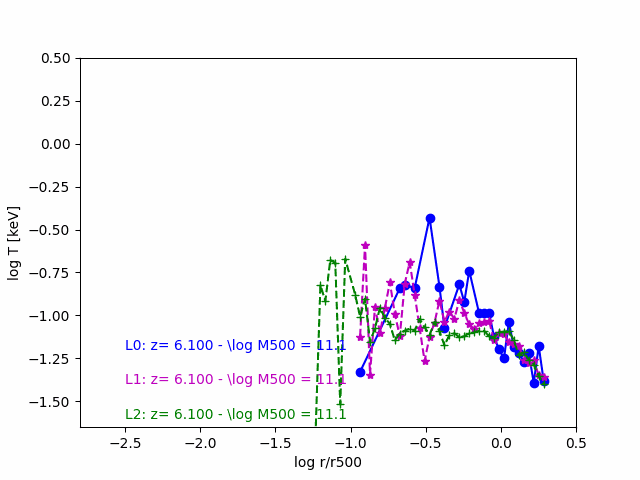 0.50
0.25
0.00
−0.25
−0.50
−0.75
−1.00
−1.25
−1.50
log T [keV]
L0: z= 6.100 - \log M500 = 11.1
L1: z= 6.100 - \log M500 = 11.1
L2: z= 6.100 - \log M500 = 11.1
−2.5 −2.0 −1.5 −1.0 −0.5 0.0 0.5
log r/r500